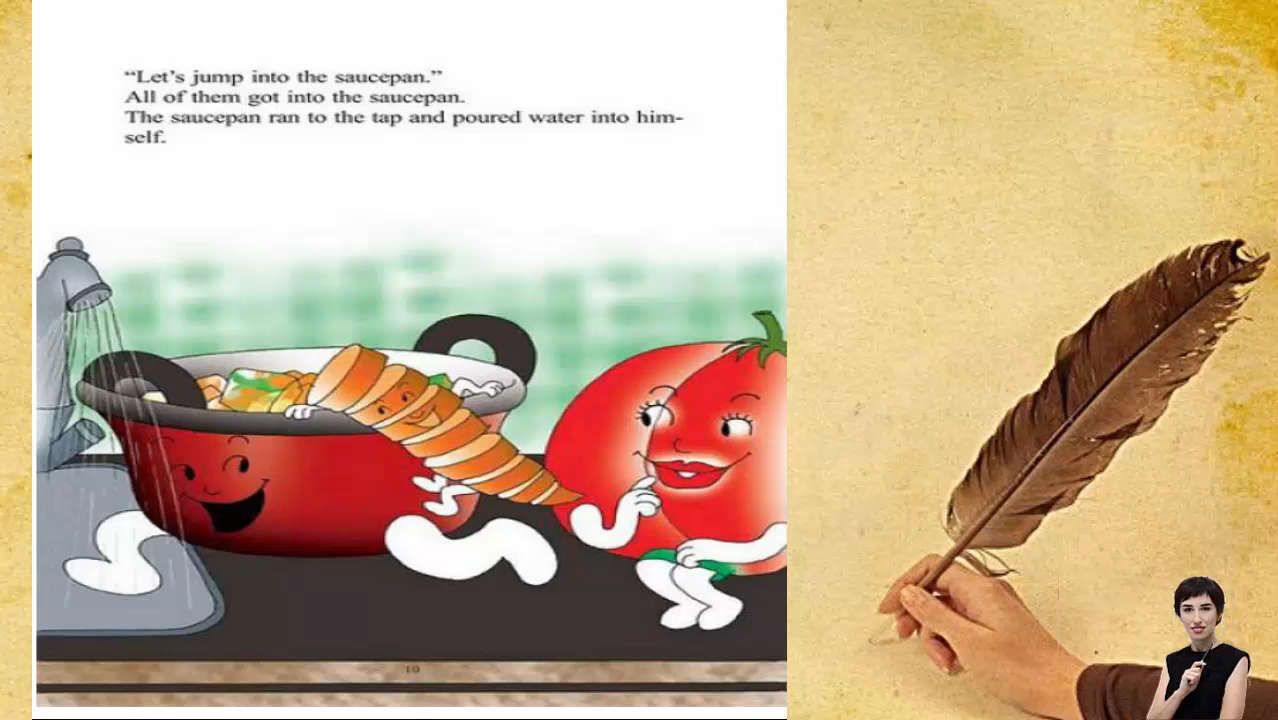 “Let’s jump into the saucepan.”
All of them got into the saucepan.
The saucepan ran to the tap and poured water into him-
self.
10